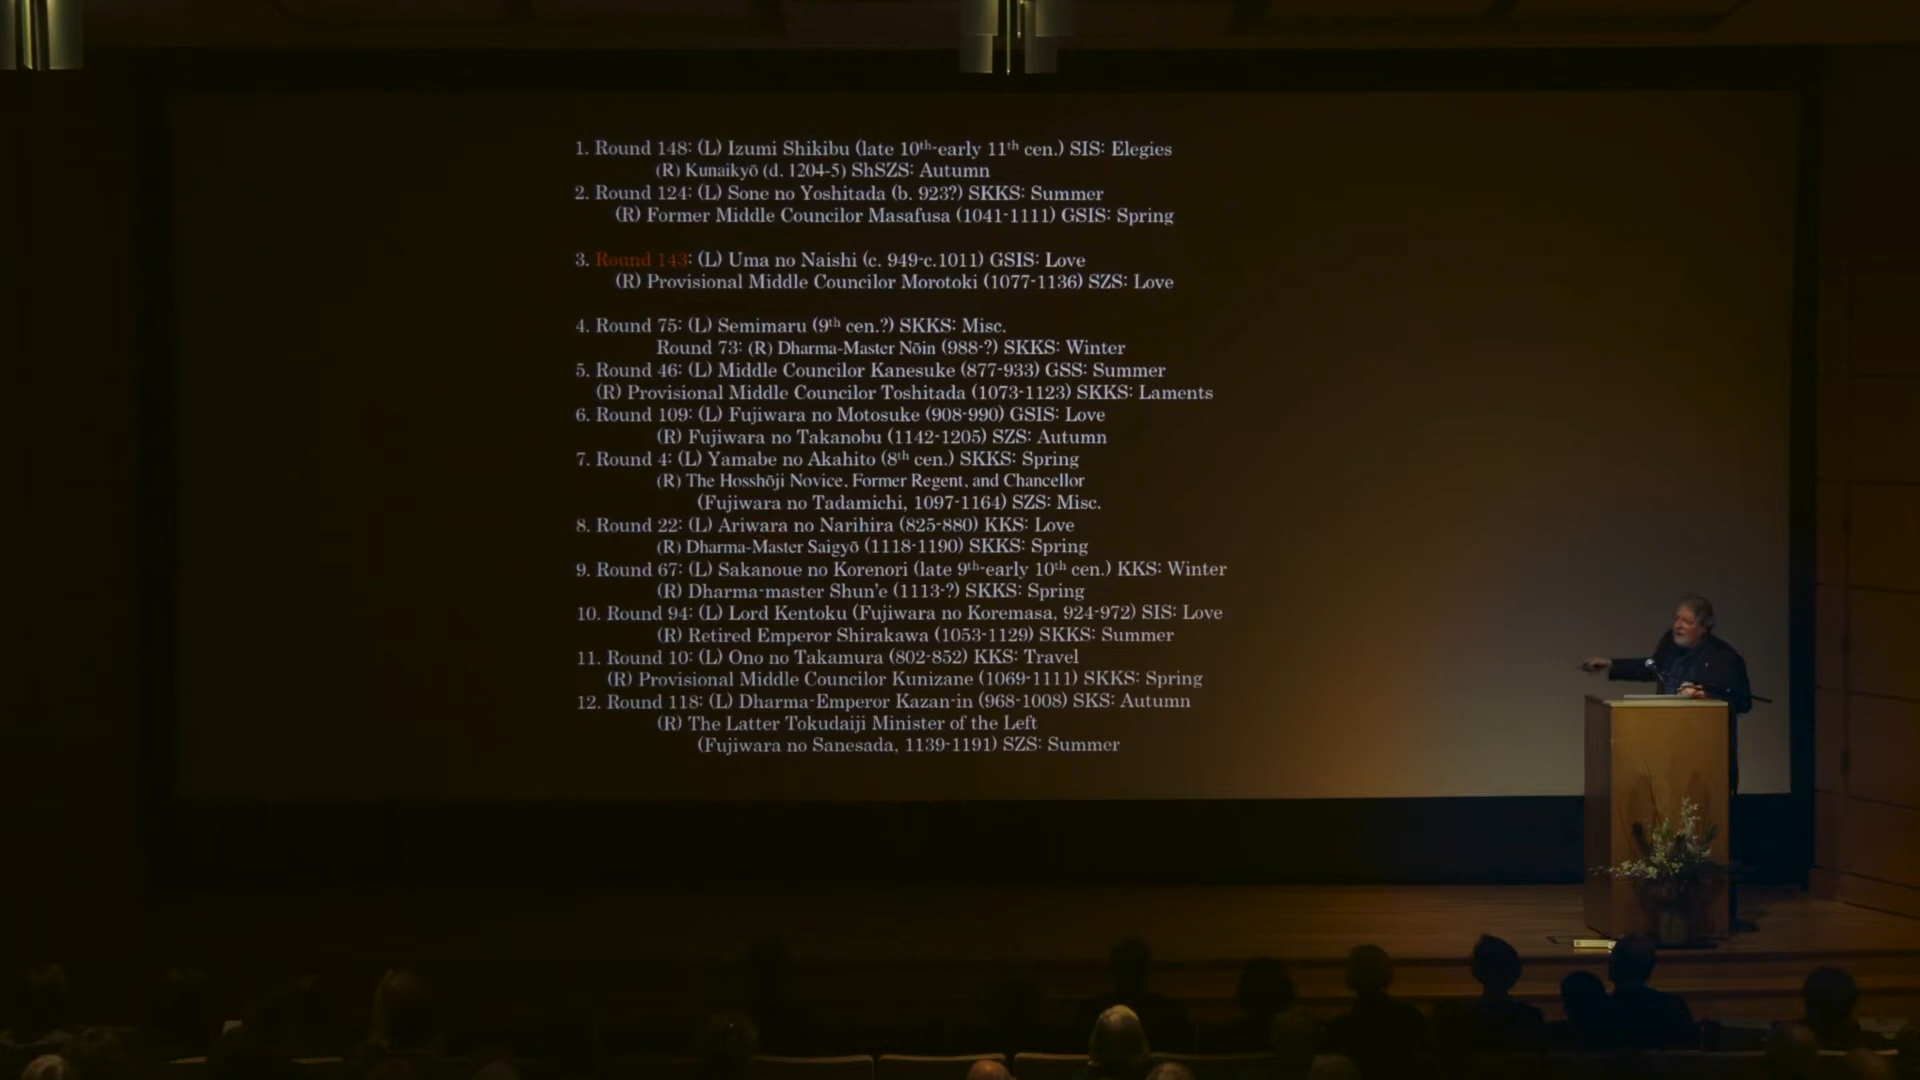 1. Round 148: (L) Izumi Shikibu (late 10th-early 11th cen.) SIS: Elegies
(R) Kunaikyō (d. 1204-5) ShSZS: Autumn
2. Round 124: (L) Sone no Yoshitada (b. 923?) SKKS: Summer
(R) Former Middle Councilor Masafusa (1041-1111) GSIS: Spring
3. Round 143: (L) Uma no Naishi (c. 949-c.1011) GSIS: Love
(R) Provisional Middle Councilor Morotoki (1077-1136) SZS: Love
4. Round 75: (L) Semimaru (9th cen.?) SKKS: Misc.
Round 73: (R) Dharma-Master Nōin (988-?) SKKS: Winter
5. Round 46: (L) Middle Councilor Kanesuke (877-933) GSS: Summer
(R) Provisional Middle Councilor Toshitada (1073-1123) SKKS: Laments
6. Round 109: (L) Fujiwara no Motosuke (908-990) GSIS: Love
(R) Fujiwara no Takanobu (1142-1205) SZS: Autumn
7. Round 4: (L) Yamabe no Akahito (8th cen.) SKKS: Spring
(R) The Hosshōji Novice, Former Regent, and Chancellor
(Fujiwara no Tadamichi, 1097-1164) SZS: Misc.
8. Round 22: (L) Ariwara no Narihira (825-880) KKS: Love
(R) Dharma-Master Saigyō (1118-1190) SKKS: Spring
9. Round 67: (L) Sakanoue no Korenori (late 9th-early 10th cen.) KKS: Winter
(R) Dharma-master Shun'e (1113-?) SKKS: Spring
10. Round 94: (L) Lord Kentoku (Fujiwara no Koremasa, 924-972) SIS: Love
(R) Retired Emperor Shirakawa (1053-1129) SKKS: Summer
11. Round 10: (L) Ono no Takamura (802-852) KKS: Travel
(R) Provisional Middle Councilor Kunizane (1069-1111) SKKS: Spring
12. Round 118: (L) Dharma-Emperor Kazan-in (968-1008) SKS: Autumn
(R) The Latter Tokudaiji Minister of the Left
(Fujiwara no Sanesada, 1139-1191) SZS: Summer